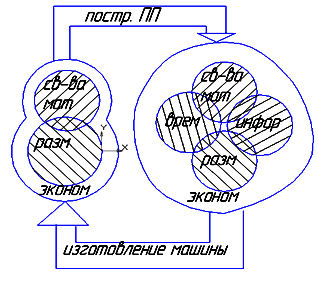 постр. ПП
св-ва
мат
разм
эконом
Y
X
св-ва
мат
врем
инфор
разм
эконом
изготовление машины